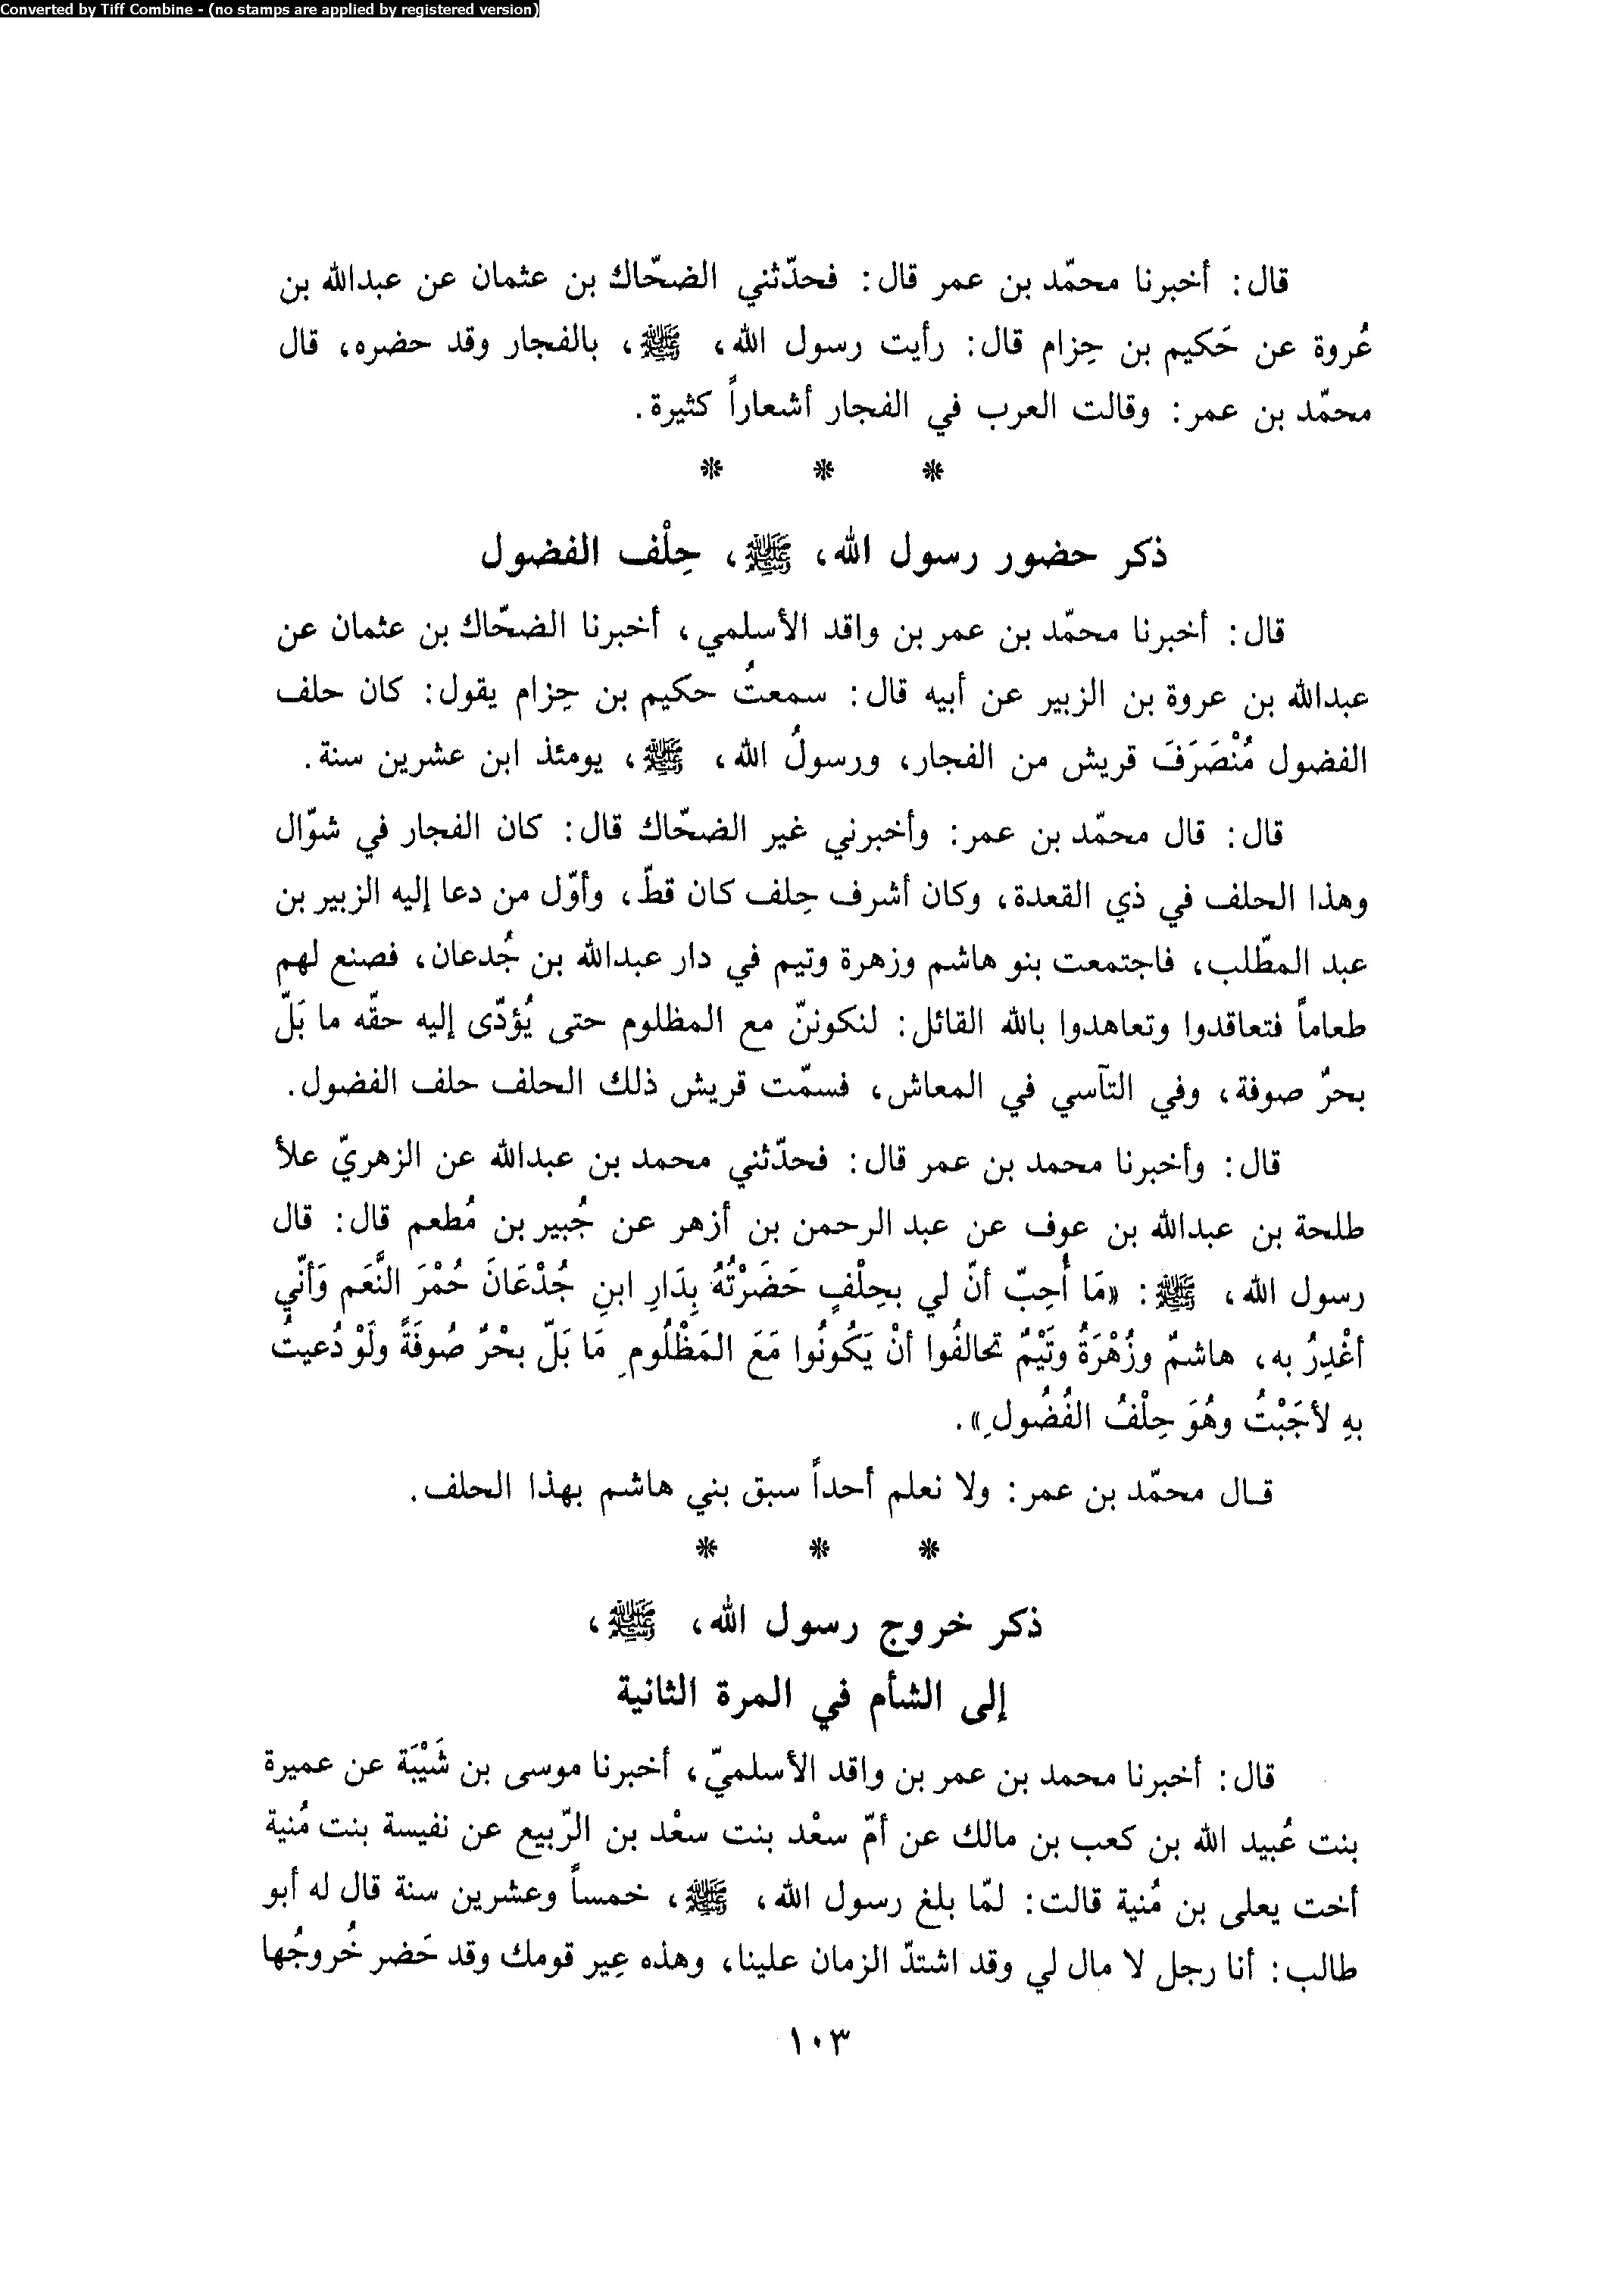 Converted by Tiff Combine - (no stamps are applied by registered version)
قال: أخبرنا محمّد بن عمر قال: فحدّثني الضحّاك بن عثمان عن عبدالله بن
عُروة عن حَكيم بن حِزام قال: رأيت رسول الله، ﷺ، بالفجار وقد حضره، قال
محمّد بن عمر: وقالت العرب في الفجار أشعاراً كثيرة.
* * *
ذكر حضور رسول الله، ﷺ، حِلْف الفضول
قال: أخبرنا محمّد بن عمر بن واقد الأسلمي، أخبرنا الضحّاك بن عثمان عن
عبدالله بن عروة بن الزبير عن أبيه قال: سمعتُ حكيم بن حِزام يقول: كان حلف
الفضول مُنْصَرَفَ قريش من الفجار، ورسولُ الله، ﷺ، يومئذ ابن عشرين سنة.
قال: قال محمّد بن عمر: وأخبرني غير الضحّاك قال: كان الفجار في شوّال
وهذا الحلف في ذي القعدة، وكان أشرف حِلف كان قطّ، وأوّل من دعا إليه الزبير بن
عبد المطّلب، فاجتمعت بنو هاشم وزهرة وتيم في دار عبدالله بن جُدعان، فصنع لهم
طعاماً فتعاقدوا وتعاهدوا بالله القائل: لنكوننّ مع المظلوم حتى يُؤدّى إليه حقّه ما بَلّ
بحرٌ صوفة، وفي التآسي في المعاش، فسمّت قريش ذلك الحلف حلف الفضول.
قال: وأخبرنا محمد بن عمر قال: فحدّثني محمد بن عبدالله عن الزهريّ علأ
طلحة بن عبدالله بن عوف عن عبد الرحمن بن أزهر عن جُبير بن مُطعم قال: قال
رسول الله، ﷺ: «مَا أُحِبّ أنّ لي بحِلْفٍ حَضَرْتُهُ بِدَارِ ابنِ جُدْعَانَ حُمْرَ النَّعَم وَأنّي
أغْدِرُ به، هاشمٌ وزُهْرَةُ وتَيْمٌ تحالفُوا أنْ يَكُونُوا مَعَ المَظْلُومِ مَا بَلّ بحْرٌ صُوفَةً ولَوْ دُعيتُ
بهِ لأجَبْتُ وهُوَ حِلْفُ الفُضُولِ».
قال محمّد بن عمر: ولا نعلم أحداً سبق بني هاشم بهذا الحلف.
* * *
ذكر خروج رسول الله، ﷺ،
إلى الشأم في المرة الثانية
قال: أخبرنا محمد بن عمر بن واقد الأسلميّ، أخبرنا موسى بن شَيْبَة عن عميرة
بنت عُبيد الله بن كعب بن مالك عن أمّ سعْد بنت سعْد بن الرّبيع عن نفيسة بنت مُنية
أخت يعلى بن مُنية قالت: لمّا بلغ رسول الله، ﷺ، خمساً وعشرين سنة قال له أبو
طالب: أنا رجل لا مال لي وقد اشتدّ الزمان علينا، وهذه عِير قومك وقد حَضر خُروجُها
١٠٣